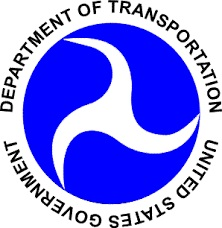 DEPARTMENT OF TRANSPORTATION
UNITED STATES GOVERNMENT